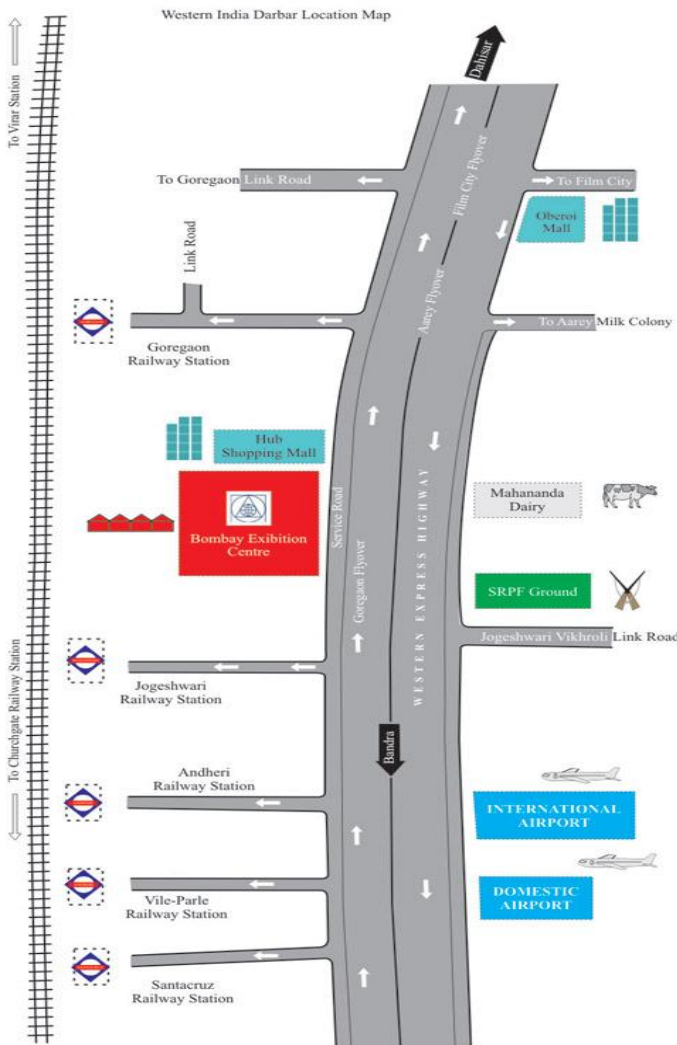 Western India Darbar Location Map
To Virar Station
Dahisar
To Goregaon Link Road
Film City Flyover
To Film City
Oberoi
Mall
Link Road
Aarey Flyover
To Aarey Milk Colony
Goregaon
Railway Station
Hub
Shopping Mall
Mahananda
Dairy
Bombay Exibition
Centre
Service Road
Goregaon Flyover
WESTERN EXPRESS HIGHWAY
SRPF Ground
Jogeshwari Vikhroli Link Road
Jogeshwari
Railway Station
To Churchgate Railway Station
Bandra
Andheri
Railway Station
INTERNATIONAL
AIRPORT
Vile-Parle
Railway Station
DOMESTIC
AIRPORT
Santacruz
Railway Station